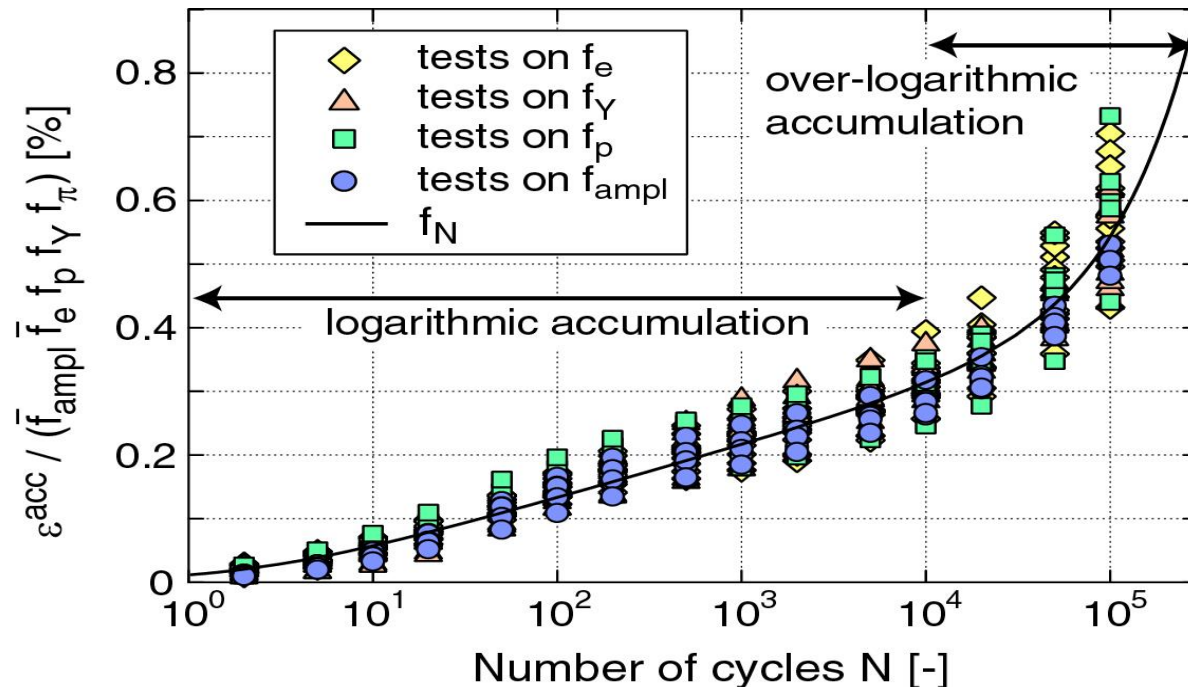 tests on f_e
tests on f_Y
tests on f_p
tests on f_ampl
f_N
over-logarithmic
accumulation
logarithmic accumulation
ε^acc / (f̄_ampl f̄_e f_p f_Y f_π) [%]
0.8
0.6
0.4
0.2
0
10^0 10^1 10^2 10^3 10^4 10^5
Number of cycles N [-]